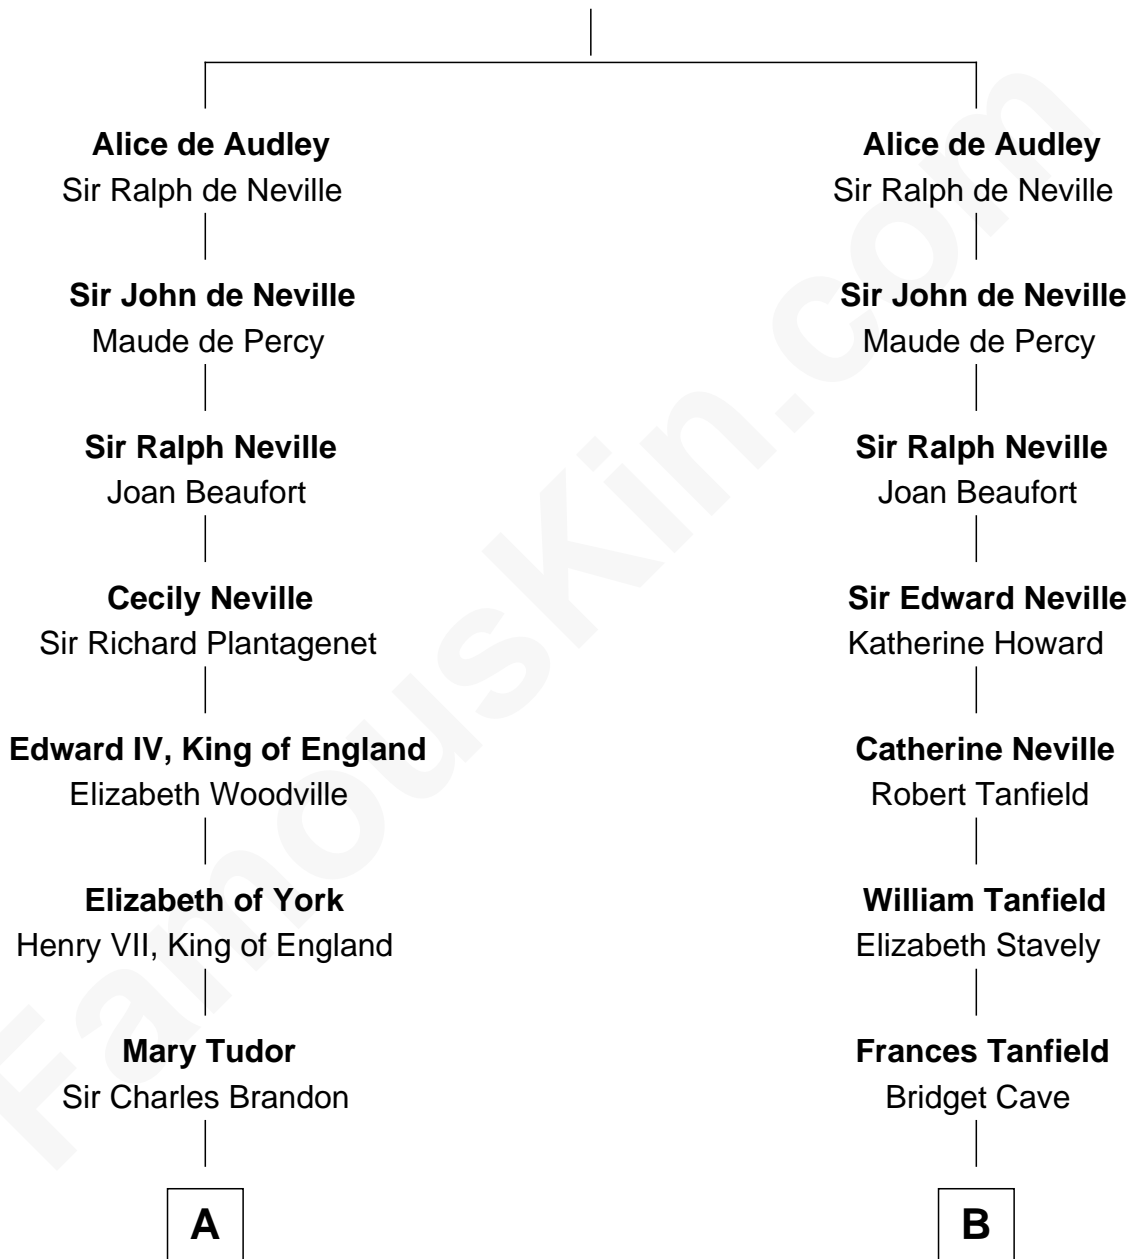 Alice de Audley
Sir Ralph de Neville
Sir John de Neville
Maude de Percy
Sir Ralph Neville
Joan Beaufort
Cecily Neville
Sir Richard Plantagenet
Edward IV, King of England
Elizabeth Woodville
Elizabeth of York
Henry VII, King of England
Mary Tudor
Sir Charles Brandon
A
Alice de Audley
Sir Ralph de Neville
Sir John de Neville
Maude de Percy
Sir Ralph Neville
Joan Beaufort
Sir Edward Neville
Katherine Howard
Catherine Neville
Robert Tanfield
William Tanfield
Elizabeth Stavely
Frances Tanfield
Bridget Cave
B
FamousKin.com